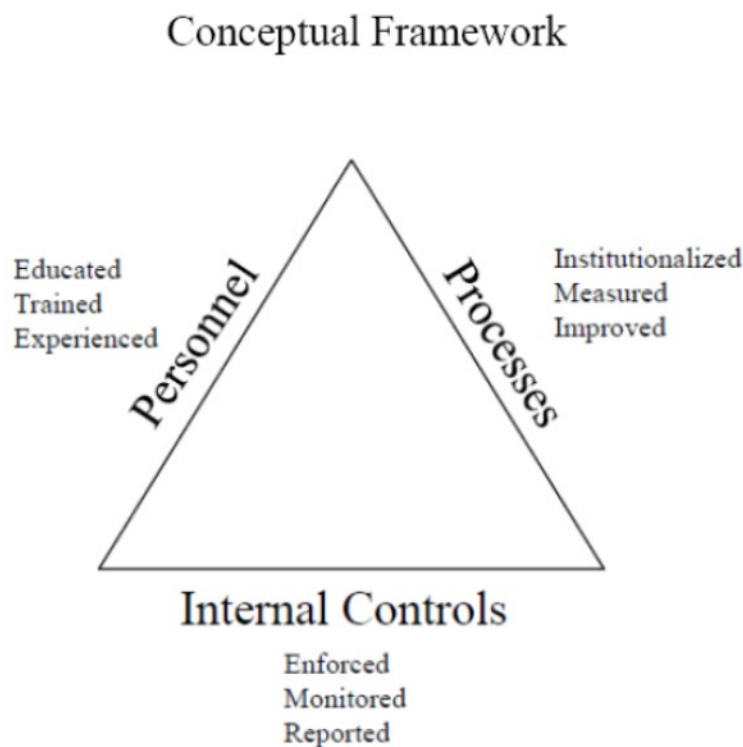 Conceptual Framework
Educated
Trained
Experienced
Personnel
Processes
Institutionalized
Measured
Improved
Internal Controls
Enforced
Monitored
Reported